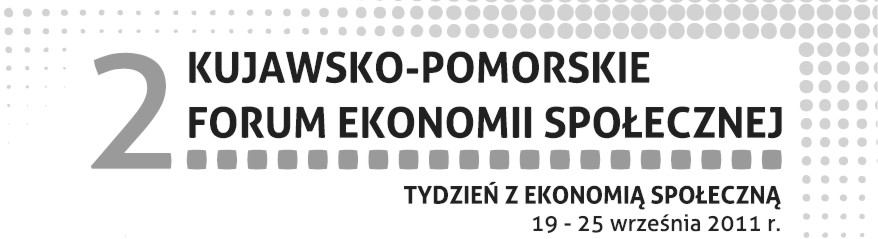 2 KUJAWSKO-POMORSKIE
FORUM EKONOMII SPOŁECZNEJ
TYDZIEŃ Z EKONOMIĄ SPOŁECZNĄ
19 - 25 września 2011 r.